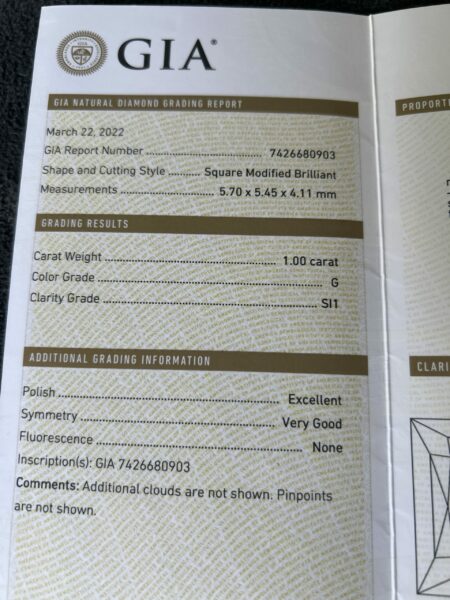 GIA®
GIA NATURAL DIAMOND GRADING REPORT
March 22, 2022
GIA Report Number ........................ 7426680903
Shape and Cutting Style ......... Square Modified Brilliant
Measurements ........................ 5.70 x 5.45 x 4.11 mm
GRADING RESULTS
Carat Weight ........................ 1.00 carat
Color Grade ........................ G
Clarity Grade ........................ SI1
ADDITIONAL GRADING INFORMATION
Polish ........................ Excellent
Symmetry ........................ Very Good
Fluorescence ........................ None
Inscription(s): GIA 7426680903
Comments: Additional clouds are not shown. Pinpoints
are not shown.
PROPORTI
CLARI